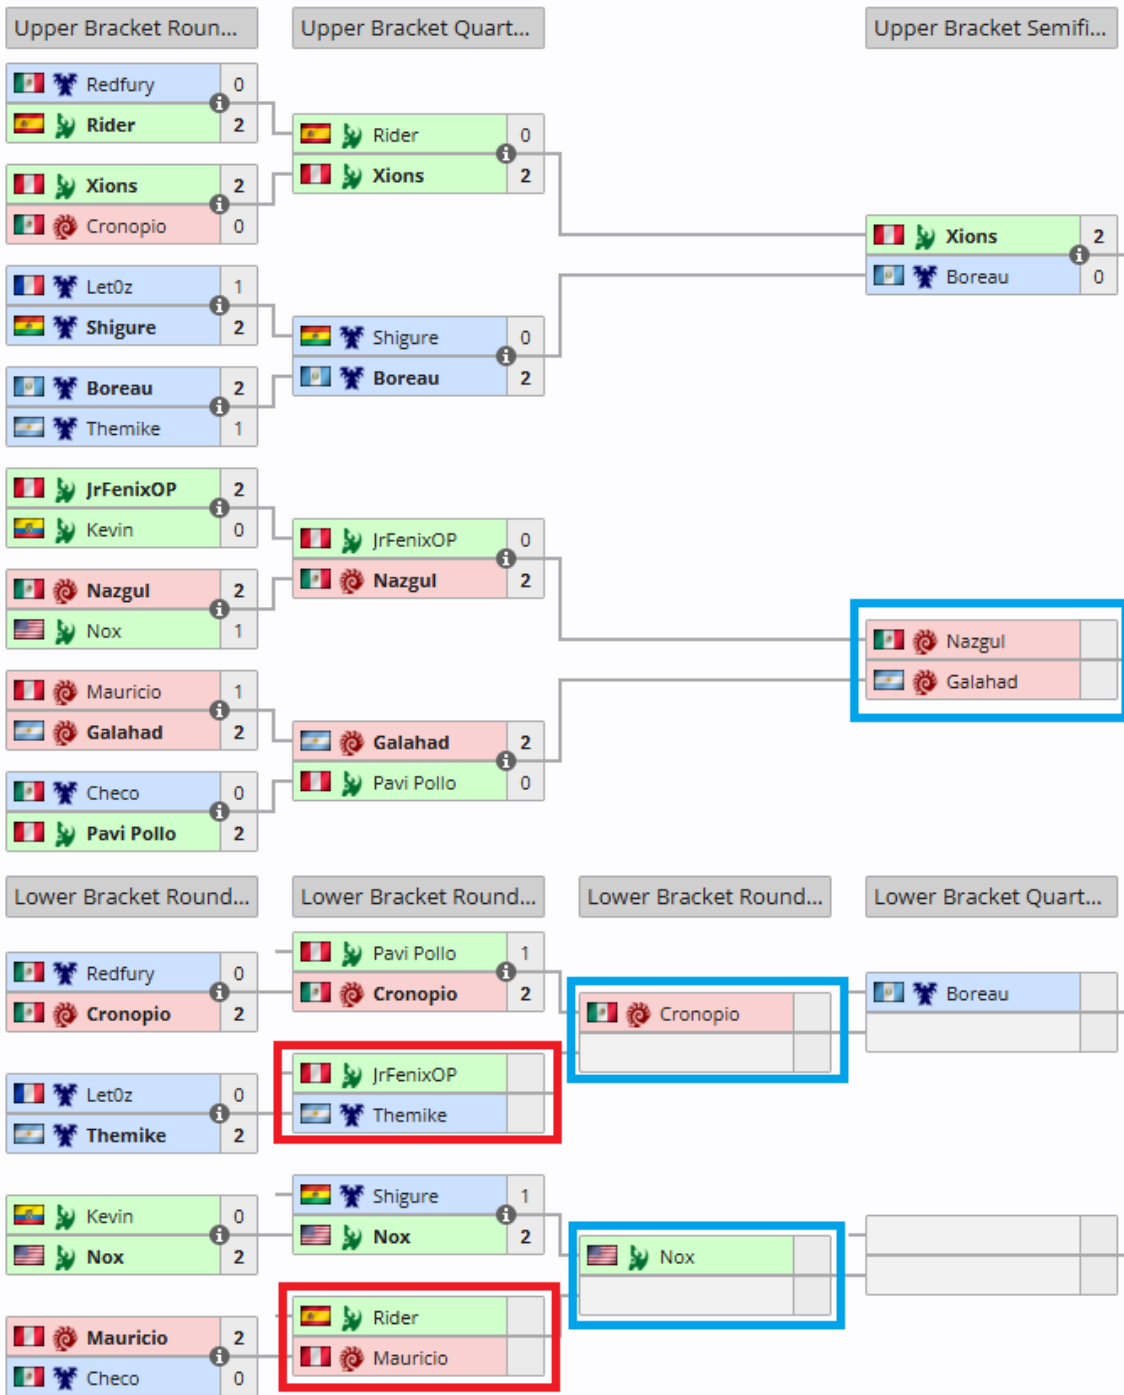 Upper Bracket Roun...
Upper Bracket Quart...
Upper Bracket Semifi...
Redfury 0
Rider 2
Xions 2
Cronopio 0
Let0z 1
Shigure 2
Boreau 2
Themike 1
JrFenixOP 2
Kevin 0
Nazgul 2
Nox 1
Mauricio 1
Galahad 2
Checo 0
Pavi Pollo 2
Rider 0
Xions 2
Shigure 0
Boreau 2
JrFenixOP 0
Nazgul 2
Galahad 2
Pavi Pollo 0
Xions 2
Boreau 0
Nazgul
Galahad
Lower Bracket Round...
Lower Bracket Round...
Lower Bracket Round...
Lower Bracket Quart...
Redfury 0
Cronopio 2
Let0z 0
Themike 2
Kevin 0
Nox 2
Mauricio 2
Checo 0
Pavi Pollo 1
Cronopio 2
JrFenixOP
Themike
Shigure 1
Nox 2
Rider
Mauricio
Cronopio
Nox
Boreau